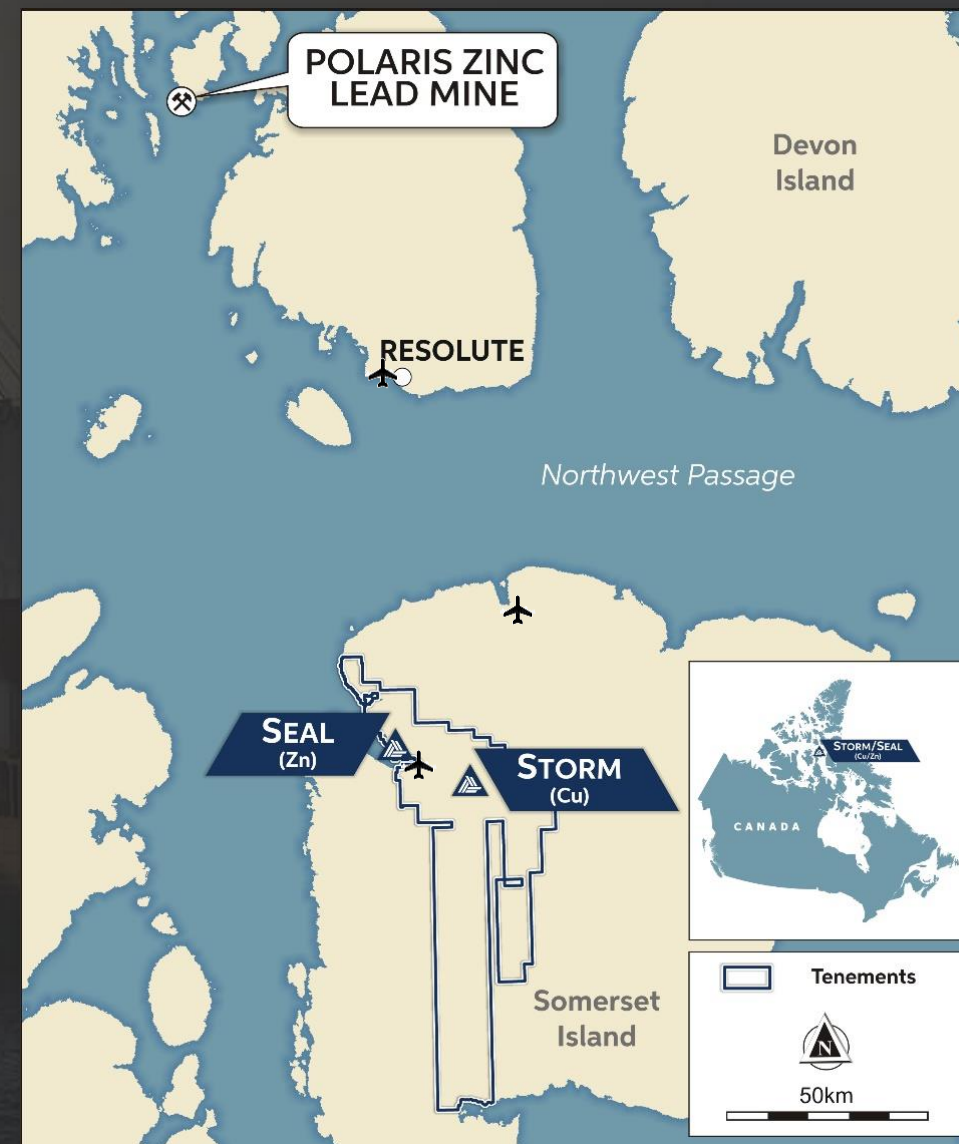 POLARIS ZINC
LEAD MINE
Devon
Island
RESOLUTE
Northwest Passage
SEAL
(Zn)
STORM
(Cu)
STORM/SEAL
(Cu/Zn)
CANADA
Somerset
Island
Tenements
N
50km